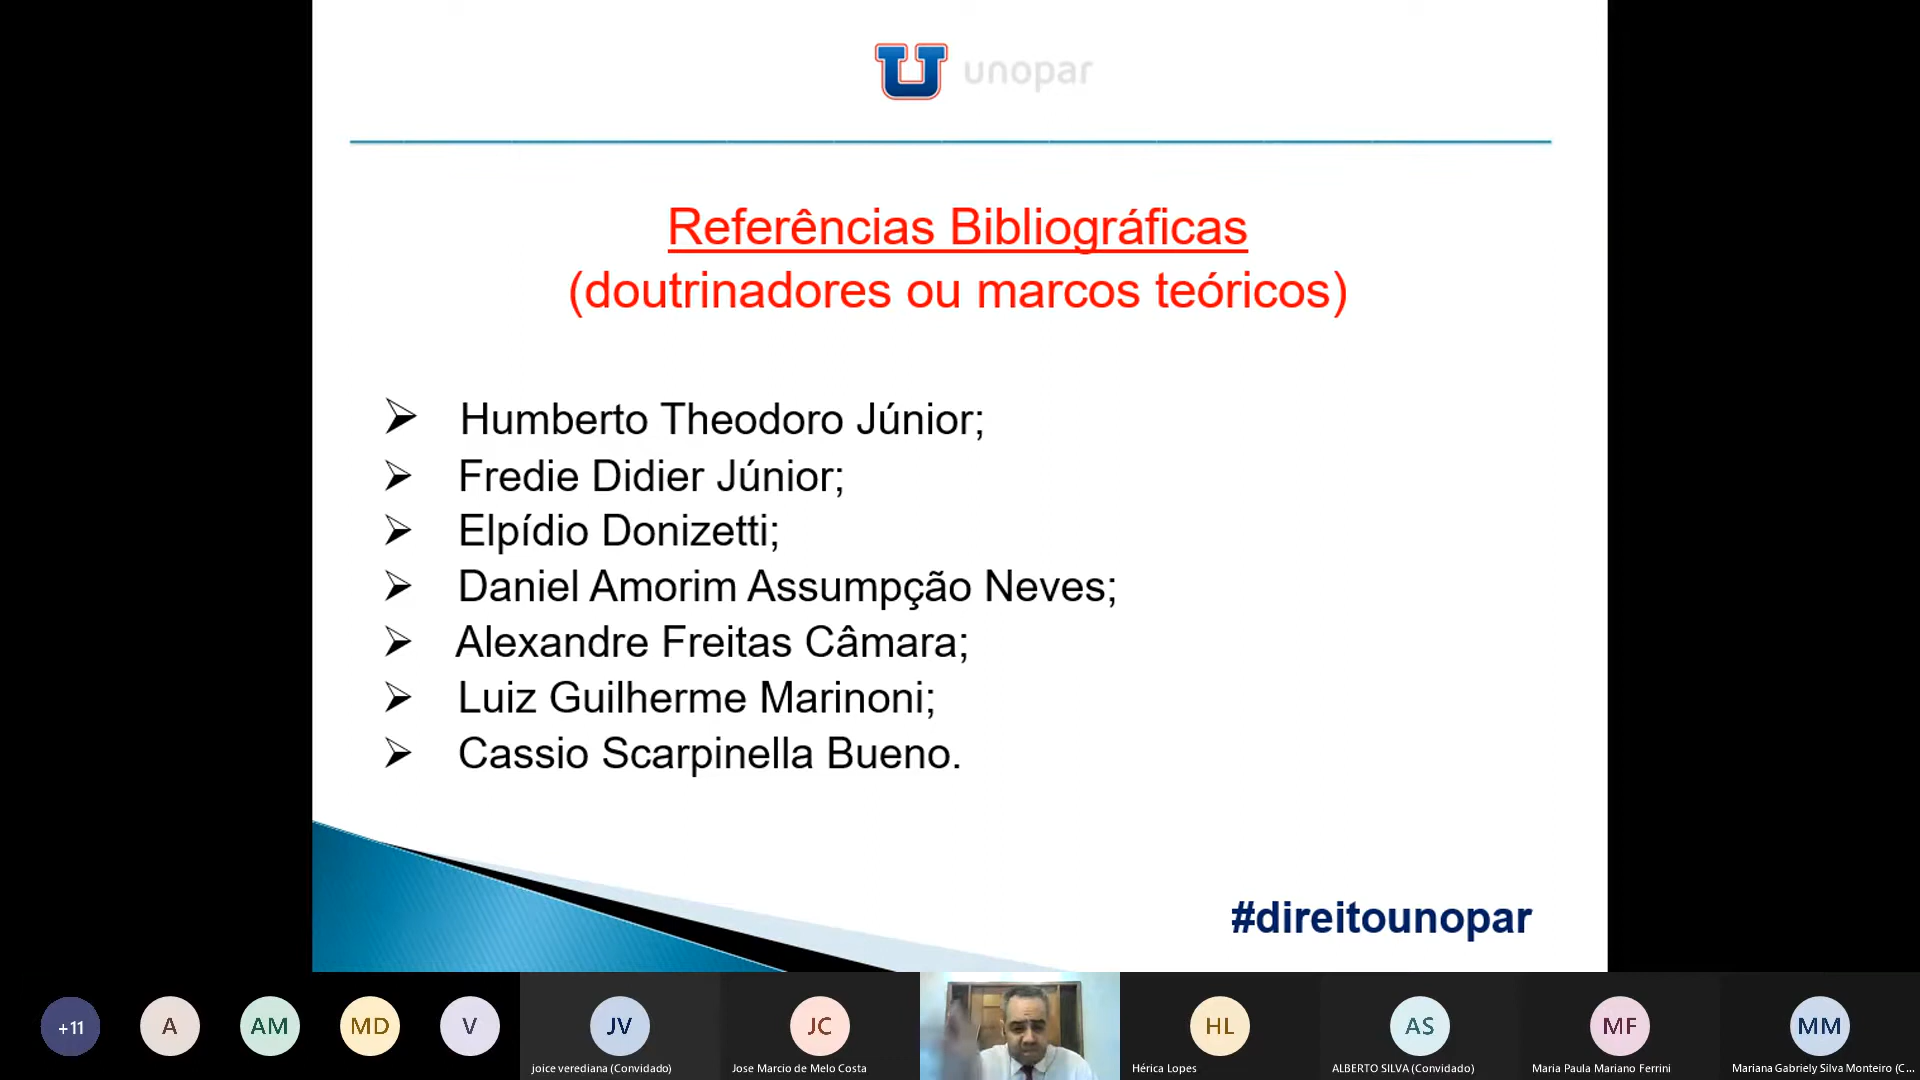 unopar
Referências Bibliográficas
(doutrinadores ou marcos teóricos)
Humberto Theodoro Júnior;
Fredie Didier Júnior;
Elpídio Donizetti;
Daniel Amorim Assumpção Neves;
Alexandre Freitas Câmara;
Luiz Guilherme Marinoni;
Cassio Scarpinella Bueno.
#direitounopar
+11
A
AM
MD
V
JV
JC
HL
AS
MF
MM
joice verediana (Convidado)
Jose Marcio de Melo Costa
Hérica Lopes
ALBERTO SILVA (Convidado)
Maria Paula Mariano Ferrini
Mariana Gabriely Silva Monteiro (C...